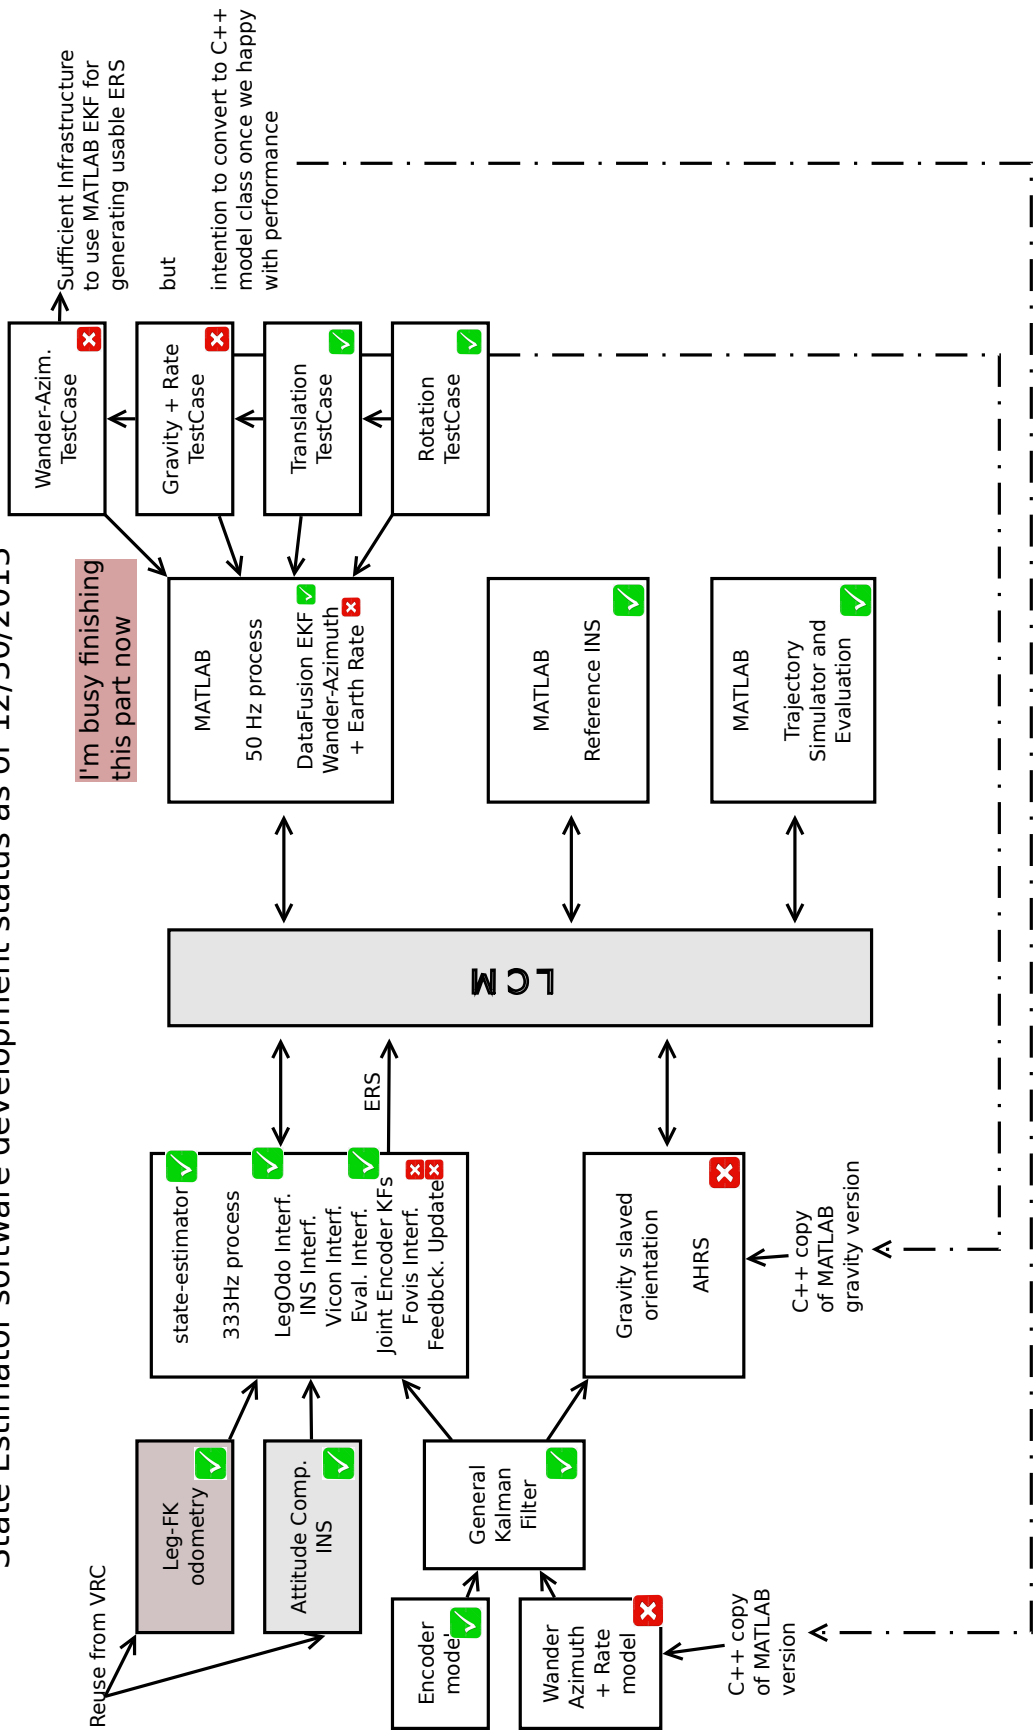 State Estimator software development status as of 12/30/2013
Reuse from VRC
Leg-FK
odometry
Attitude Comp.
INS
Encoder
model
Wander
Azimuth
+ Rate
model
C++ copy
of MATLAB
version
General
Kalman
Filter
state-estimator
333Hz process
LegOdo Interf.
INS Interf.
Vicon Interf.
Eval. Interf.
Joint Encoder KFs
Fovis Interf.
Feedbck. Update
ERS
Gravity slaved
orientation
AHRS
C++ copy
of MATLAB
gravity version
LCM
I'm busy finishing
this part now
MATLAB
50 Hz process
DataFusion EKF
Wander-Azimuth
+ Earth Rate
MATLAB
Reference INS
MATLAB
Trajectory
Simulator and
Evaluation
Wander-Azim.
TestCase
Gravity + Rate
TestCase
Translation
TestCase
Rotation
TestCase
Sufficient Infrastructure
to use MATLAB EKF for
generating usable ERS
but
intention to convert to C++
model class once we happy
with performance